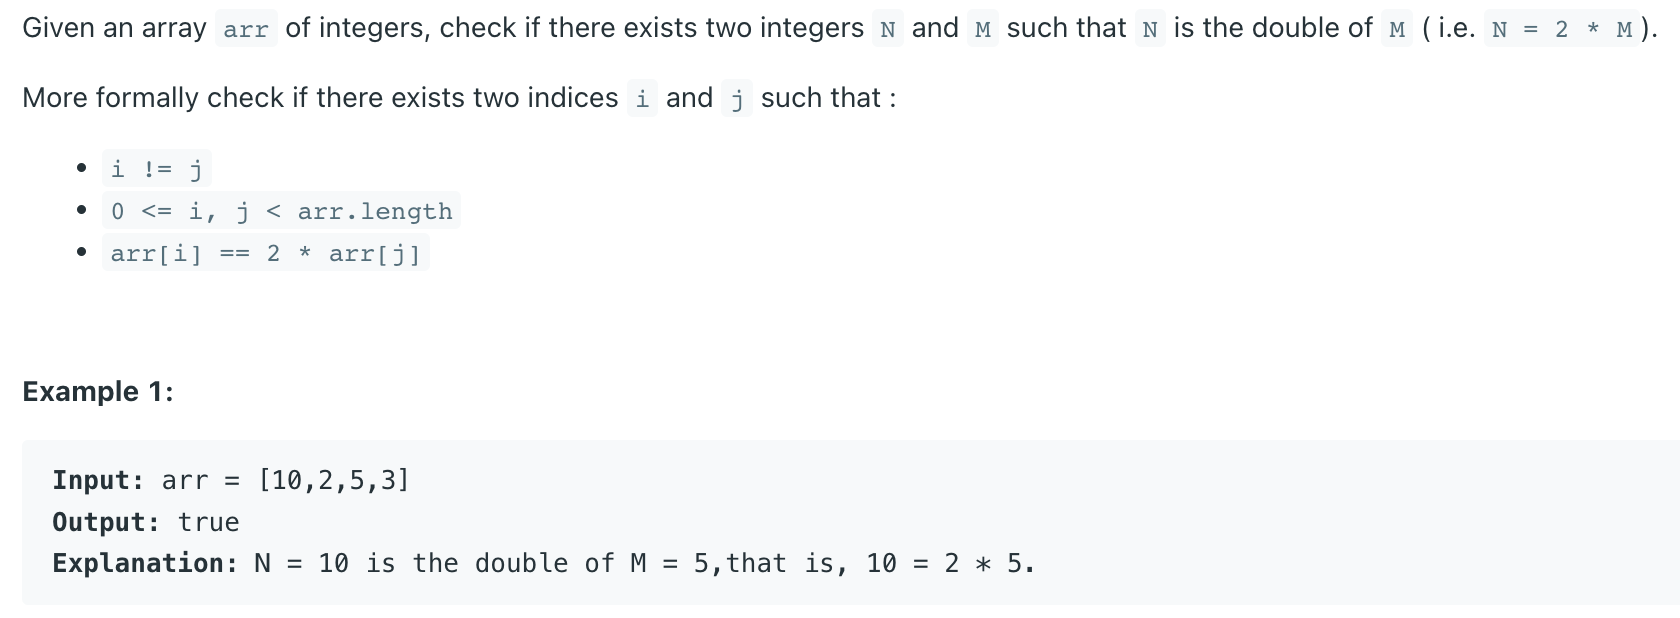 Given an array arr of integers, check if there exists two integers N and M such that N is the double of M ( i.e. N = 2 * M).
More formally check if there exists two indices i and j such that :
• i != j
• 0 <= i, j < arr.length
• arr[i] == 2 * arr[j]
Example 1:
Input: arr = [10,2,5,3]
Output: true
Explanation: N = 10 is the double of M = 5,that is, 10 = 2 * 5.